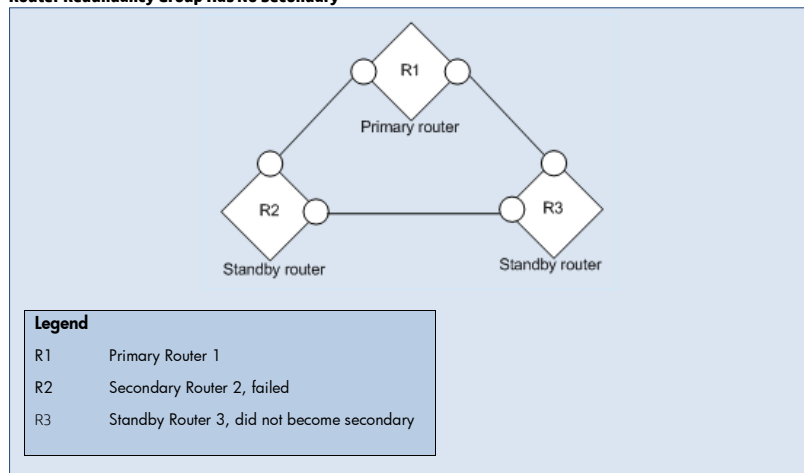 Router Redundancy Group Has No Secondary
R1
Primary router
R2
R3
Standby router
Standby router
Legend
R1 Primary Router 1
R2 Secondary Router 2, failed
R3 Standby Router 3, did not become secondary